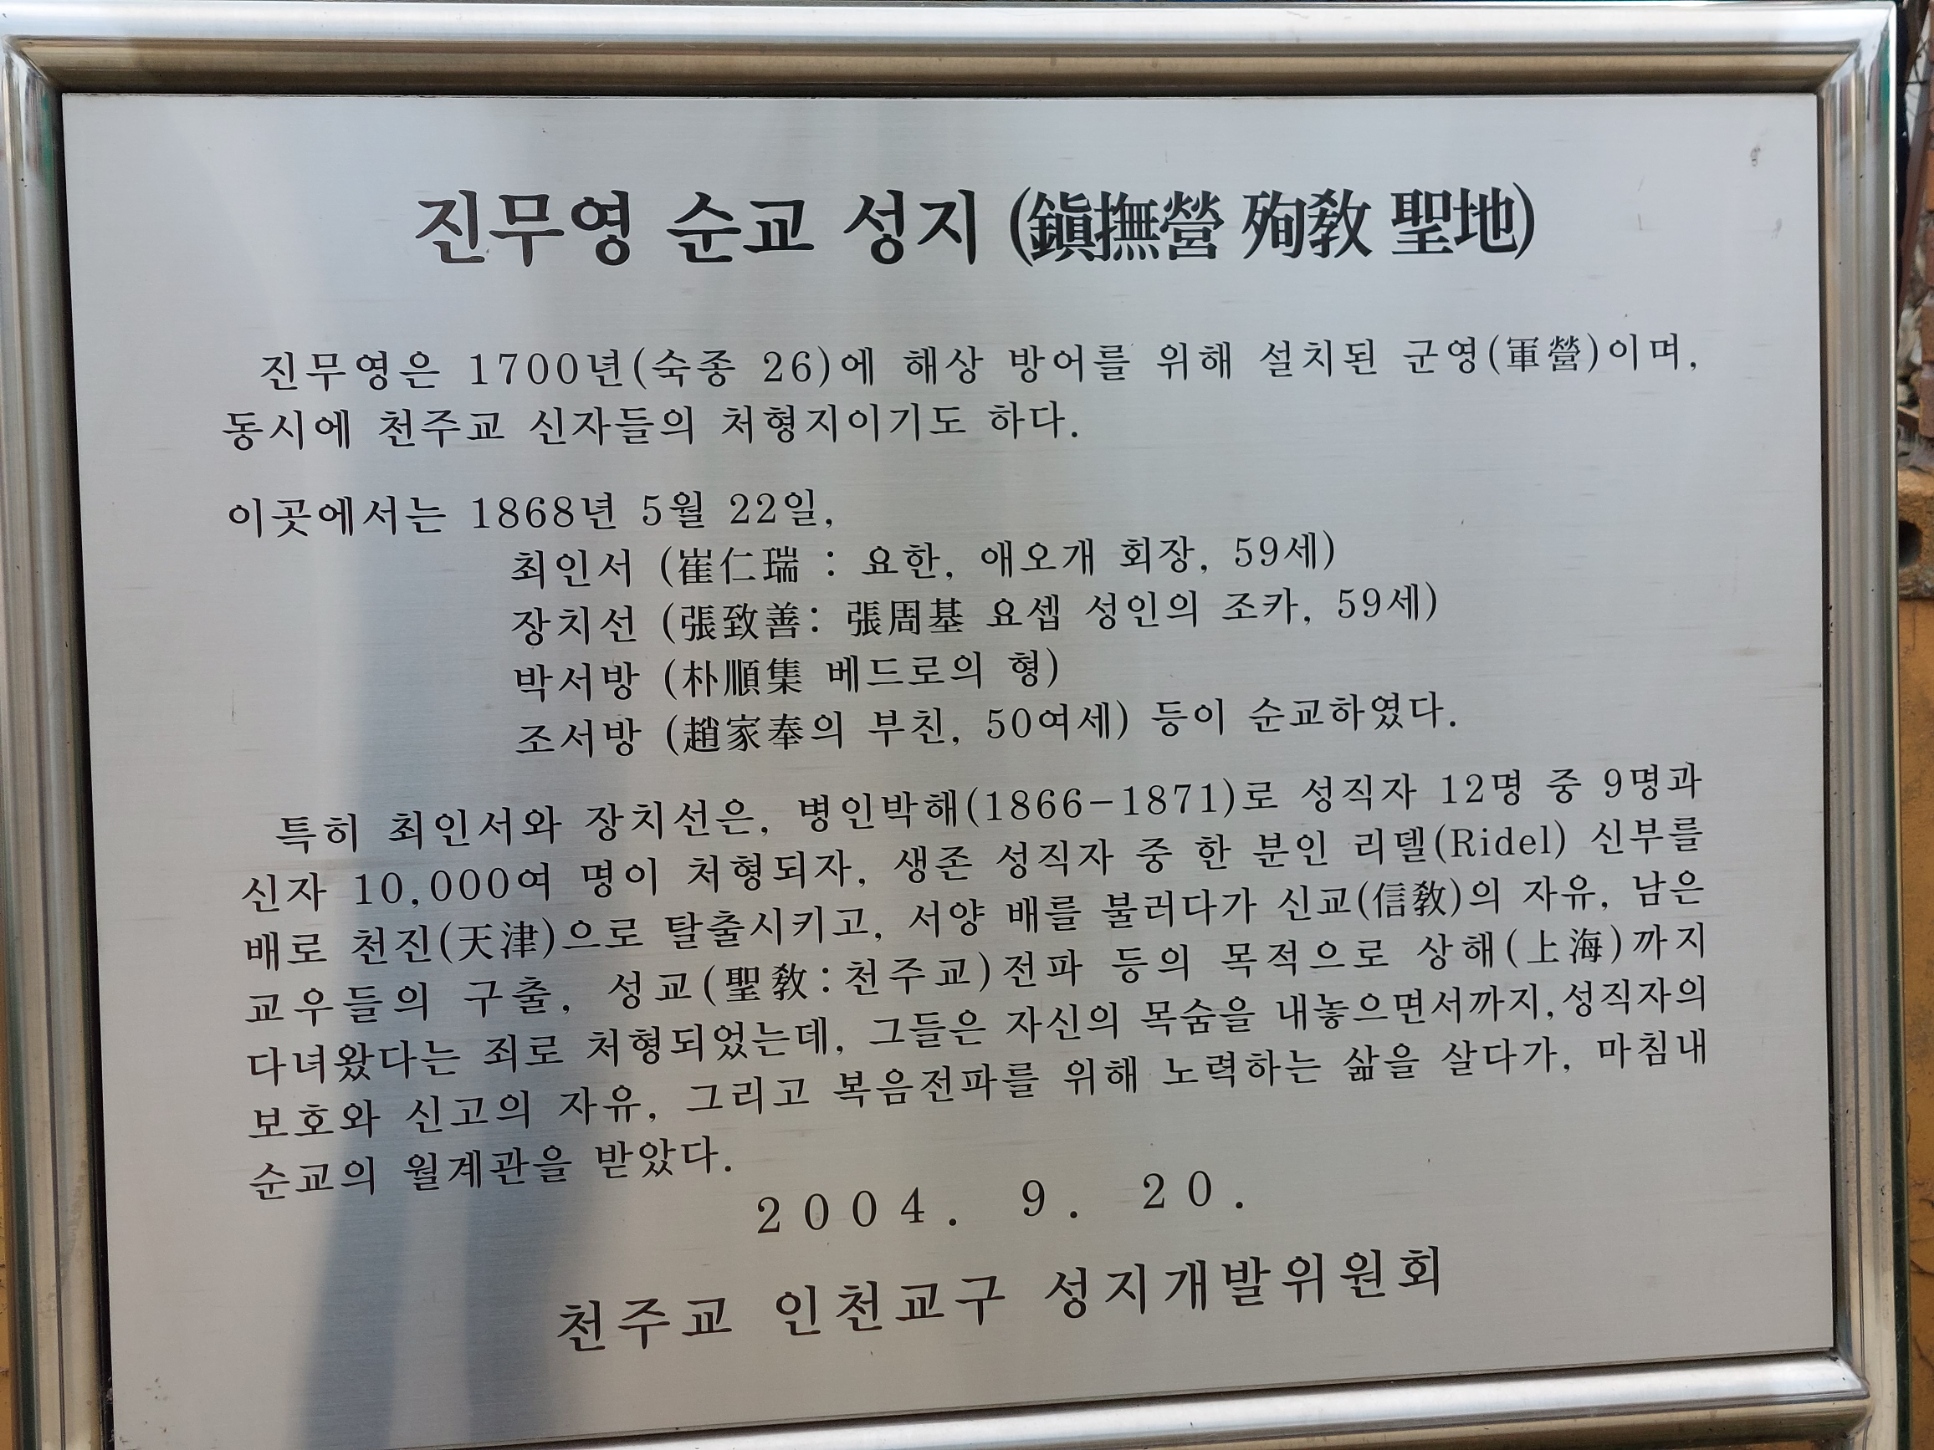 진무영 순교 성지 (鎭撫營 殉敎 聖地)
진무영은 1700년(숙종 26)에 해상 방어를 위해 설치된 군영(軍營)이며,
동시에 천주교 신자들의 처형지이기도 하다.
이곳에서는 1868년 5월 22일,
최인서 (崔仁瑞 : 요한, 애오개 회장, 59세)
장치선 (張致善: 張周基 요셉 성인의 조카, 59세)
박서방 (朴順集 베드로의 형)
조서방 (趙家奉의 부친, 50여세) 등이 순교하였다.
특히 최인서와 장치선은, 병인박해(1866-1871)로 성직자 12명 중 9명과
신자 10,000여 명이 처형되자, 생존 성직자 중 한 분인 리델(Ridel) 신부를
배로 천진(天津)으로 탈출시키고, 서양 배를 불러다가 신교(信敎)의 자유, 남은
교우들의 구출, 성교(聖敎:천주교)전파 등의 목적으로 상해(上海)까지
다녀왔다는 죄로 처형되었는데, 그들은 자신의 목숨을 내놓으면서까지,성직자의
보호와 신고의 자유, 그리고 복음전파를 위해 노력하는 삶을 살다가, 마침내
순교의 월계관을 받았다.
2004. 9. 20.
천주교 인천교구 성지개발위원회